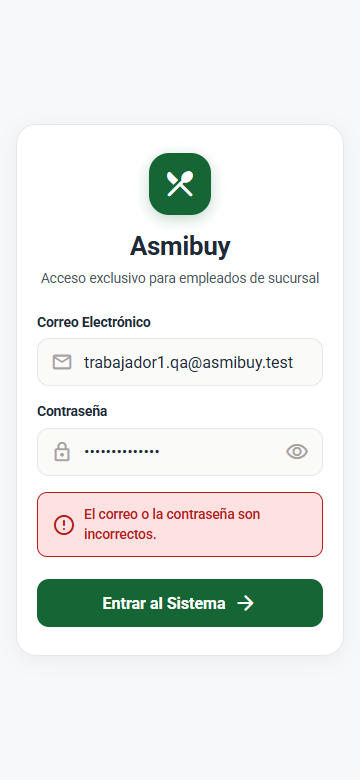 Asmibuy
Acceso exclusivo para empleados de sucursal
Correo Electrónico
trabajador1.qa@asmibuy.test
Contraseña
••••••••••••••
El correo o la contraseña son
incorrectos.
Entrar al Sistema